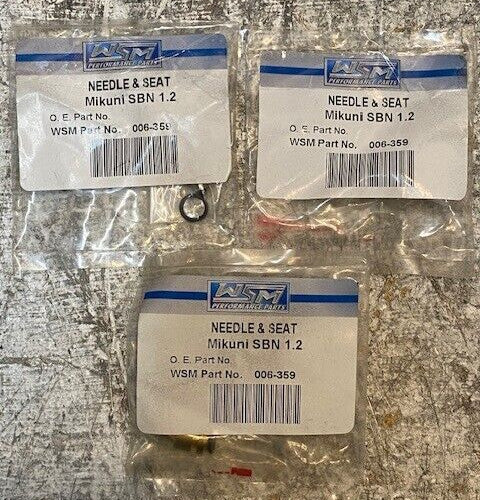 WSM
PERFORMANCE PARTS
NEEDLE & SEAT
Mikuni SBN 1.2
O. E. Part No.
WSM Part No. 006-359
WSM
PERFORMANCE PARTS
NEEDLE & SEAT
Mikuni SBN 1.2
O. E. Part No.
WSM Part No. 006-359
WSM
PERFORMANCE PARTS
NEEDLE & SEAT
Mikuni SBN 1.2
O. E. Part No.
WSM Part No. 006-359